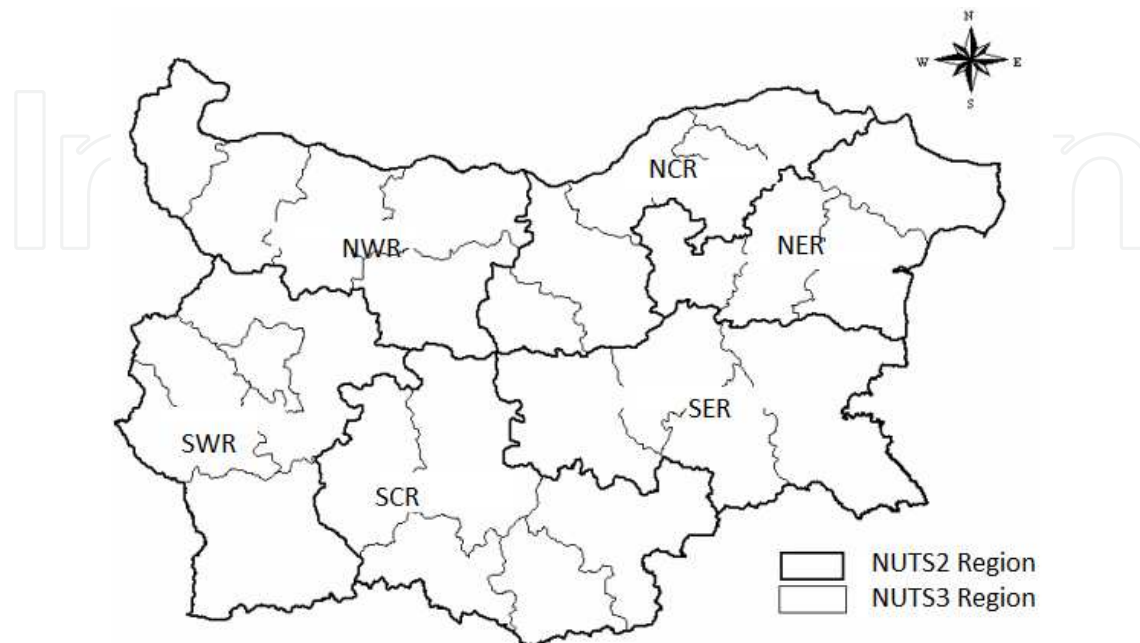 N
W E
S
NCR
NWR
NER
SER
SWR
SCR
NUTS2 Region
NUTS3 Region